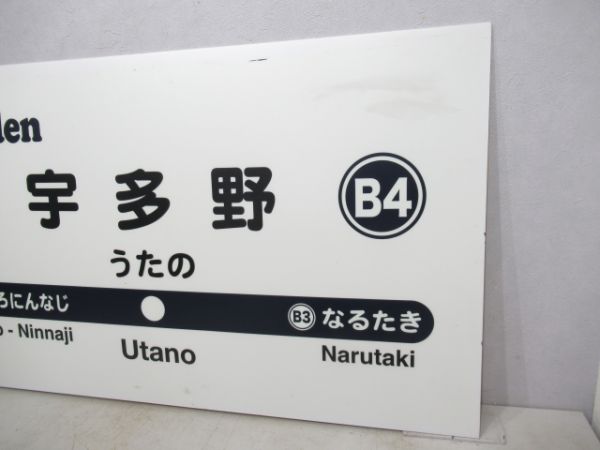 den
宇多野
B4
うたの
ろにんなじ
B3 なるたき
o - Ninnaji
Utano
Narutaki